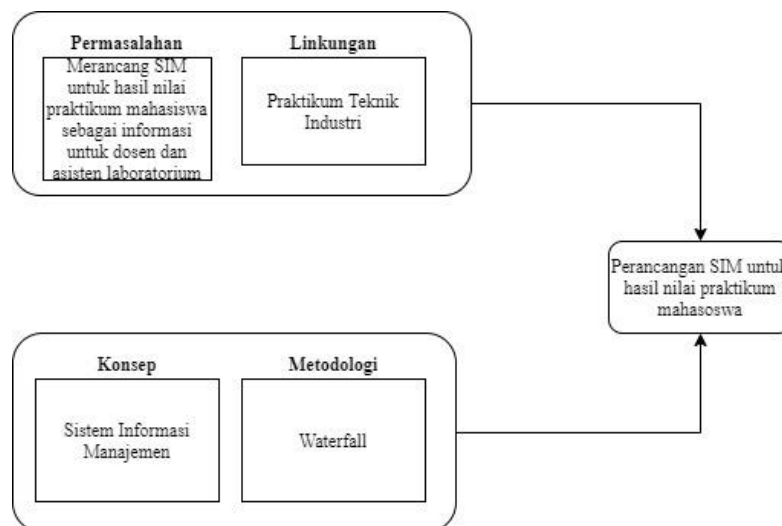 Permasalahan
Merancang SIM
untuk hasil nilai
praktikum mahasiswa
sebagai informasi
untuk dosen dan
asisten laboratorium
Linkungan
Praktikum Teknik
Industri
Perancangan SIM untuk
hasil nilai praktikum
mahasoswa
Konsep
Sistem Informasi
Manajemen
Metodologi
Waterfall